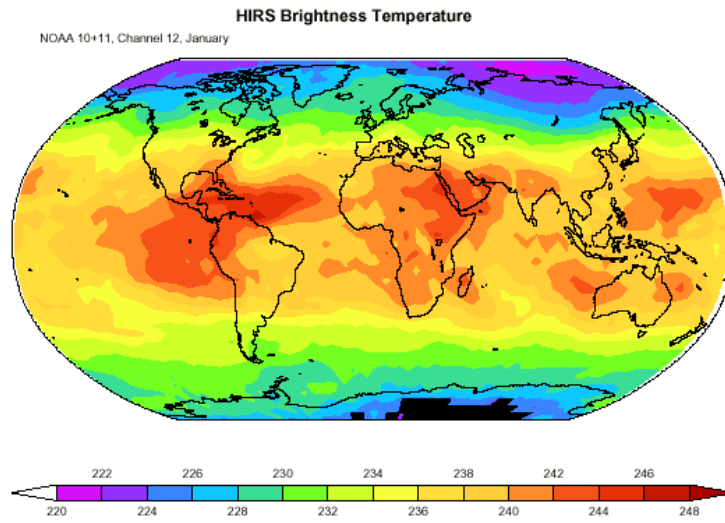 HIRS Brightness Temperature
NOAA 10+11, Channel 12, January
222 226 230 234 238 242 246
220 224 228 232 236 240 244 248